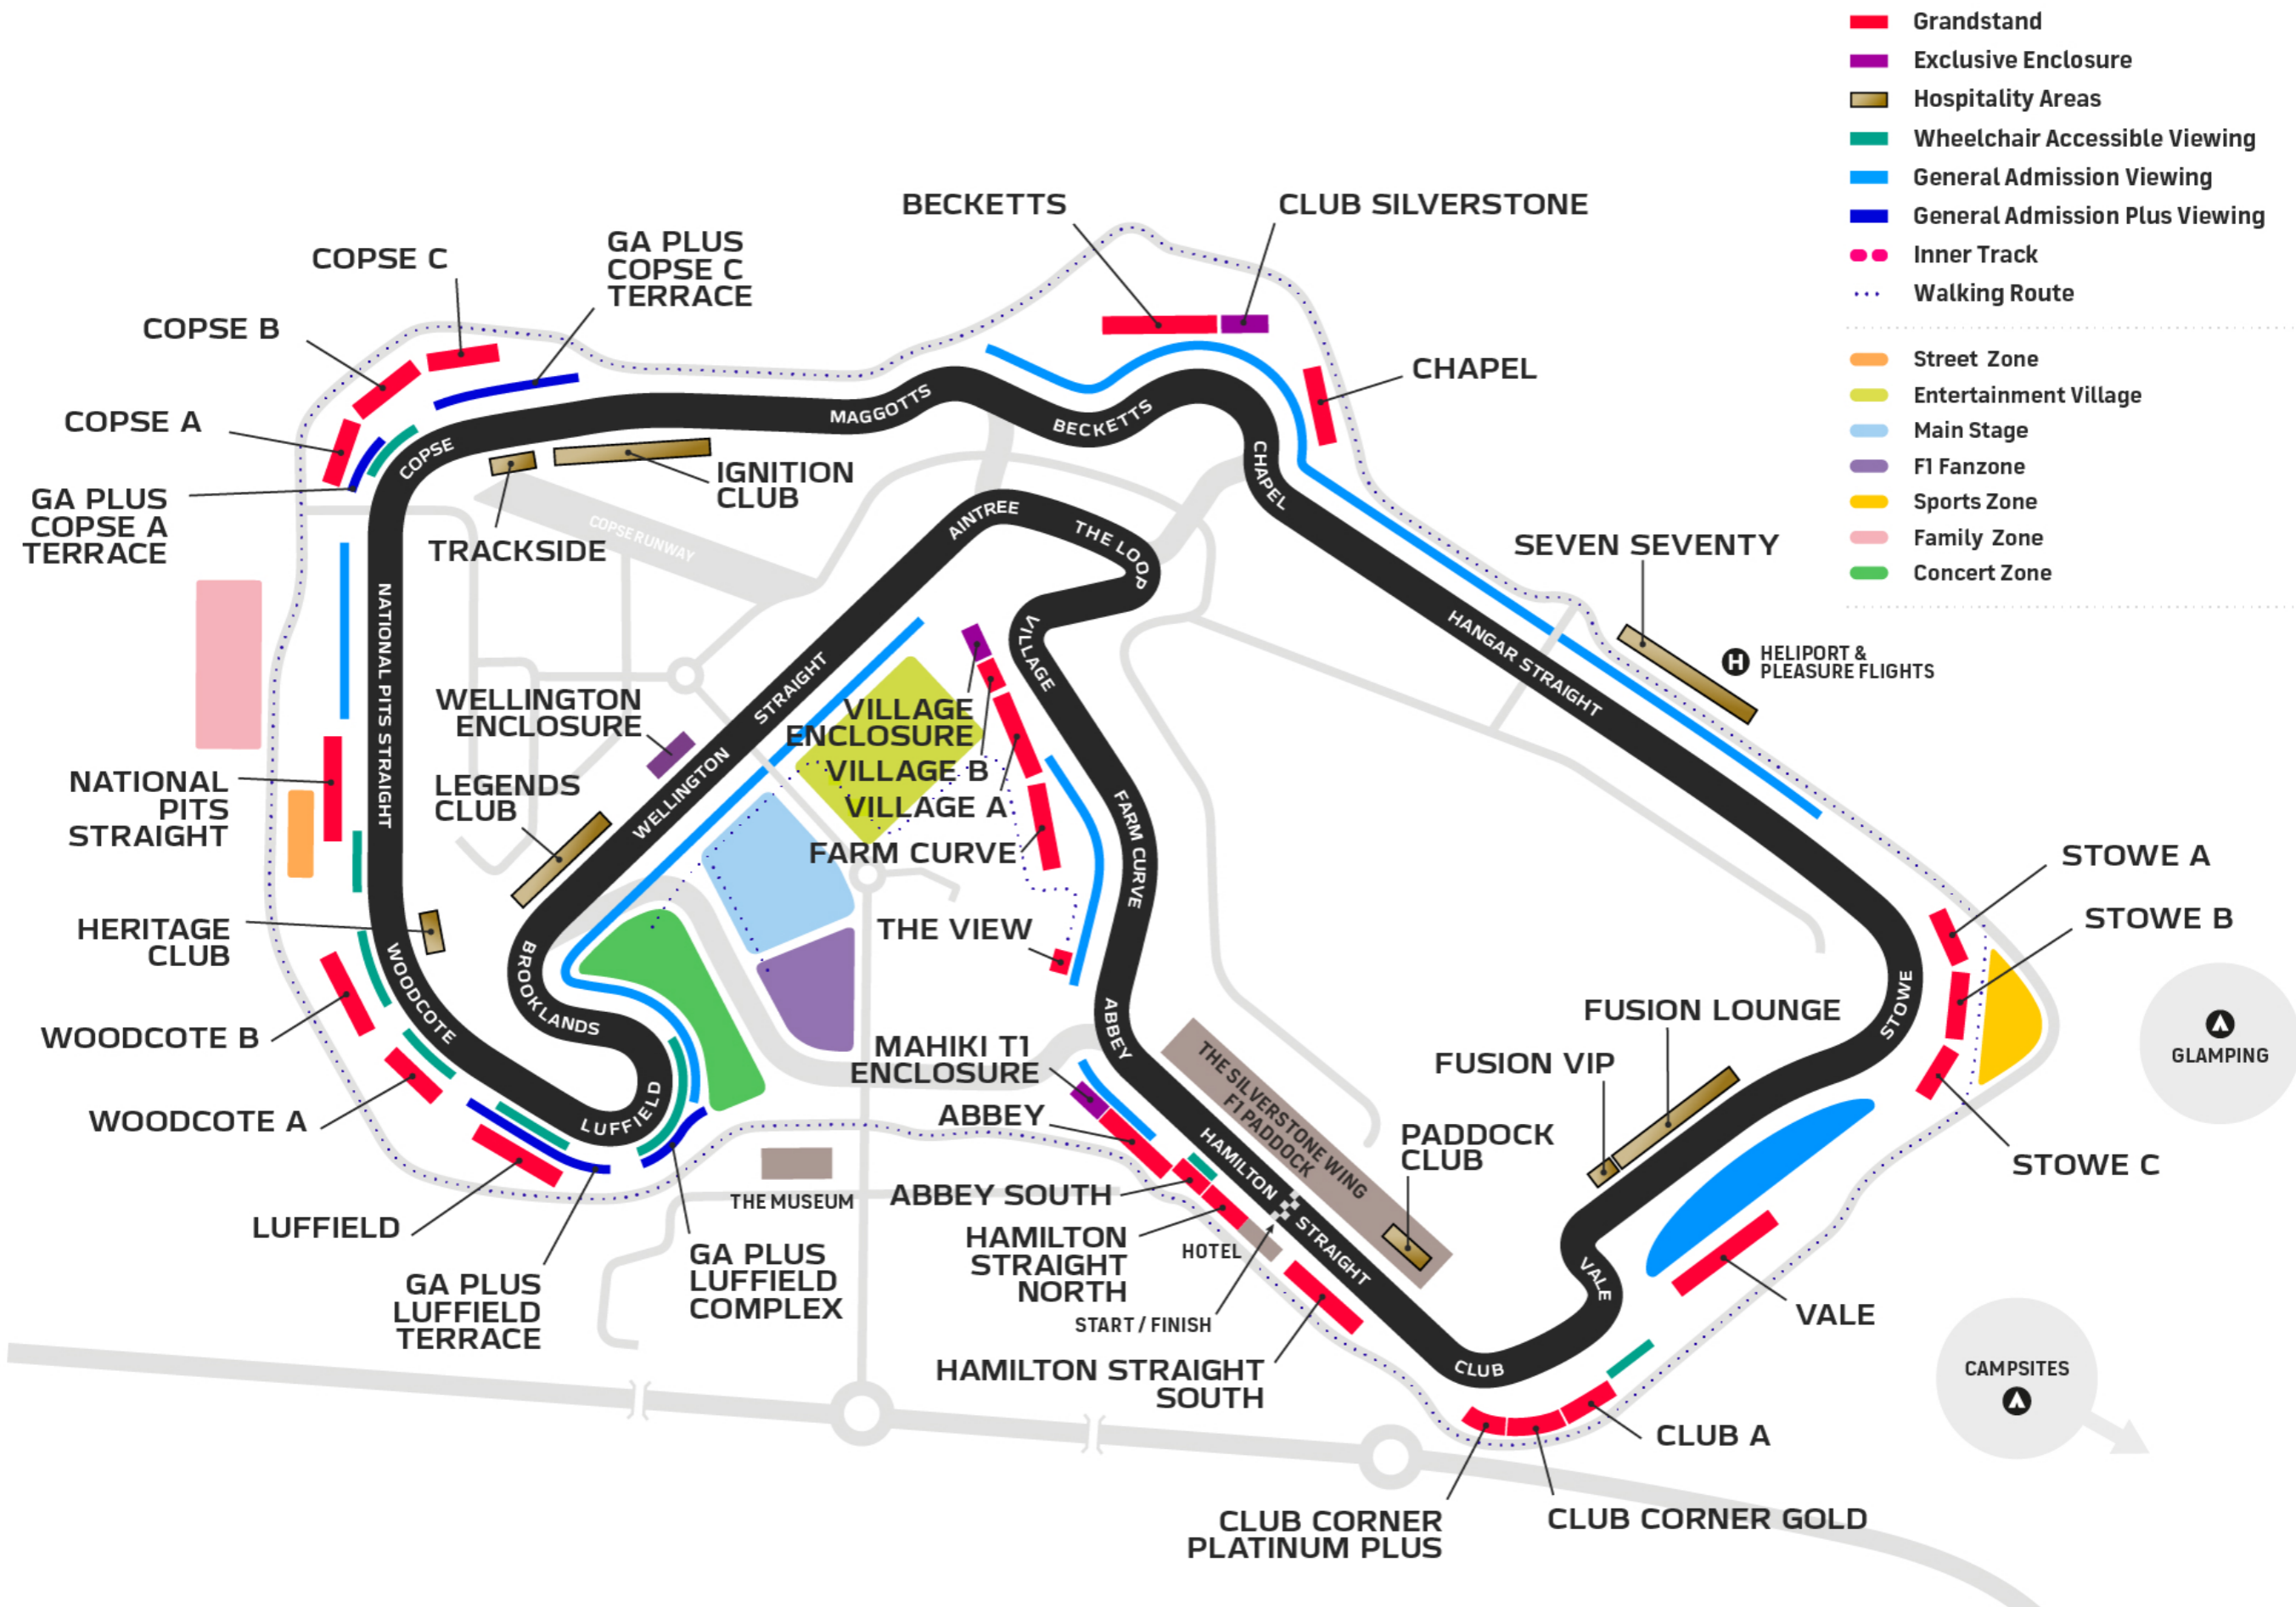 Grandstand
Exclusive Enclosure
Hospitality Areas
Wheelchair Accessible Viewing
General Admission Viewing
General Admission Plus Viewing
Inner Track
Walking Route
Street Zone
Entertainment Village
Main Stage
F1 Fanzone
Sports Zone
Family Zone
Concert Zone
BECKETTS
CLUB SILVERSTONE
COPSE C
GA PLUS
COPSE C
TERRACE
COPSE B
CHAPEL
COPSE A
MAGGOTTS
BECKETTS
COPSE
CHAPEL
GA PLUS
COPSE A
TERRACE
IGNITION
CLUB
TRACKSIDE
COPSE RUNWAY
AINTREE
THE LOOP
SEVEN SEVENTY
NATIONAL PITS STRAIGHT
VILLAGE
HANGAR STRAIGHT
H
HELIPORT &
PLEASURE FLIGHTS
WELLINGTON
ENCLOSURE
WELLINGTON STRAIGHT
VILLAGE
ENCLOSURE
VILLAGE B
VILLAGE A
FARM CURVE
FARM CURVE
LEGENDS
CLUB
NATIONAL
PITS
STRAIGHT
STOWE A
STOWE B
HERITAGE
CLUB
THE VIEW
WOODCOTE
BROOKLANDS
ABBEY
STOWE
FUSION LOUNGE
FUSION VIP
GLAMPING
WOODCOTE B
MAHIKI T1
ENCLOSURE
THE SILVERSTONE WING
F1 PADDOCK
WOODCOTE A
LUFFIELD
ABBEY
HAMILTON STRAIGHT
PADDOCK
CLUB
STOWE C
THE MUSEUM
ABBEY SOUTH
LUFFIELD
HAMILTON
STRAIGHT
NORTH
HOTEL
START / FINISH
GA PLUS
LUFFIELD
TERRACE
GA PLUS
LUFFIELD
COMPLEX
VALE
VALE
HAMILTON STRAIGHT
SOUTH
CLUB
CAMPSITES
CLUB A
CLUB CORNER
PLATINUM PLUS
CLUB CORNER GOLD